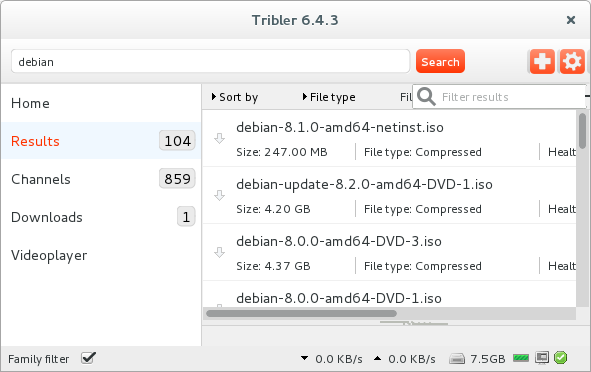 Tribler 6.4.3
debian Search
Home
Results 104
Channels 859
Downloads 1
Videoplayer
Sort by File type Fil Filter results
debian-8.1.0-amd64-netinst.iso
Size: 247.00 MB File type: Compressed Healt
debian-update-8.2.0-amd64-DVD-1.iso
Size: 4.20 GB File type: Compressed Healt
debian-8.0.0-amd64-DVD-3.iso
Size: 4.37 GB File type: Compressed Healt
debian-8.0.0-amd64-DVD-1.iso
Family filter 0.0 KB/s 0.0 KB/s 7.5GB